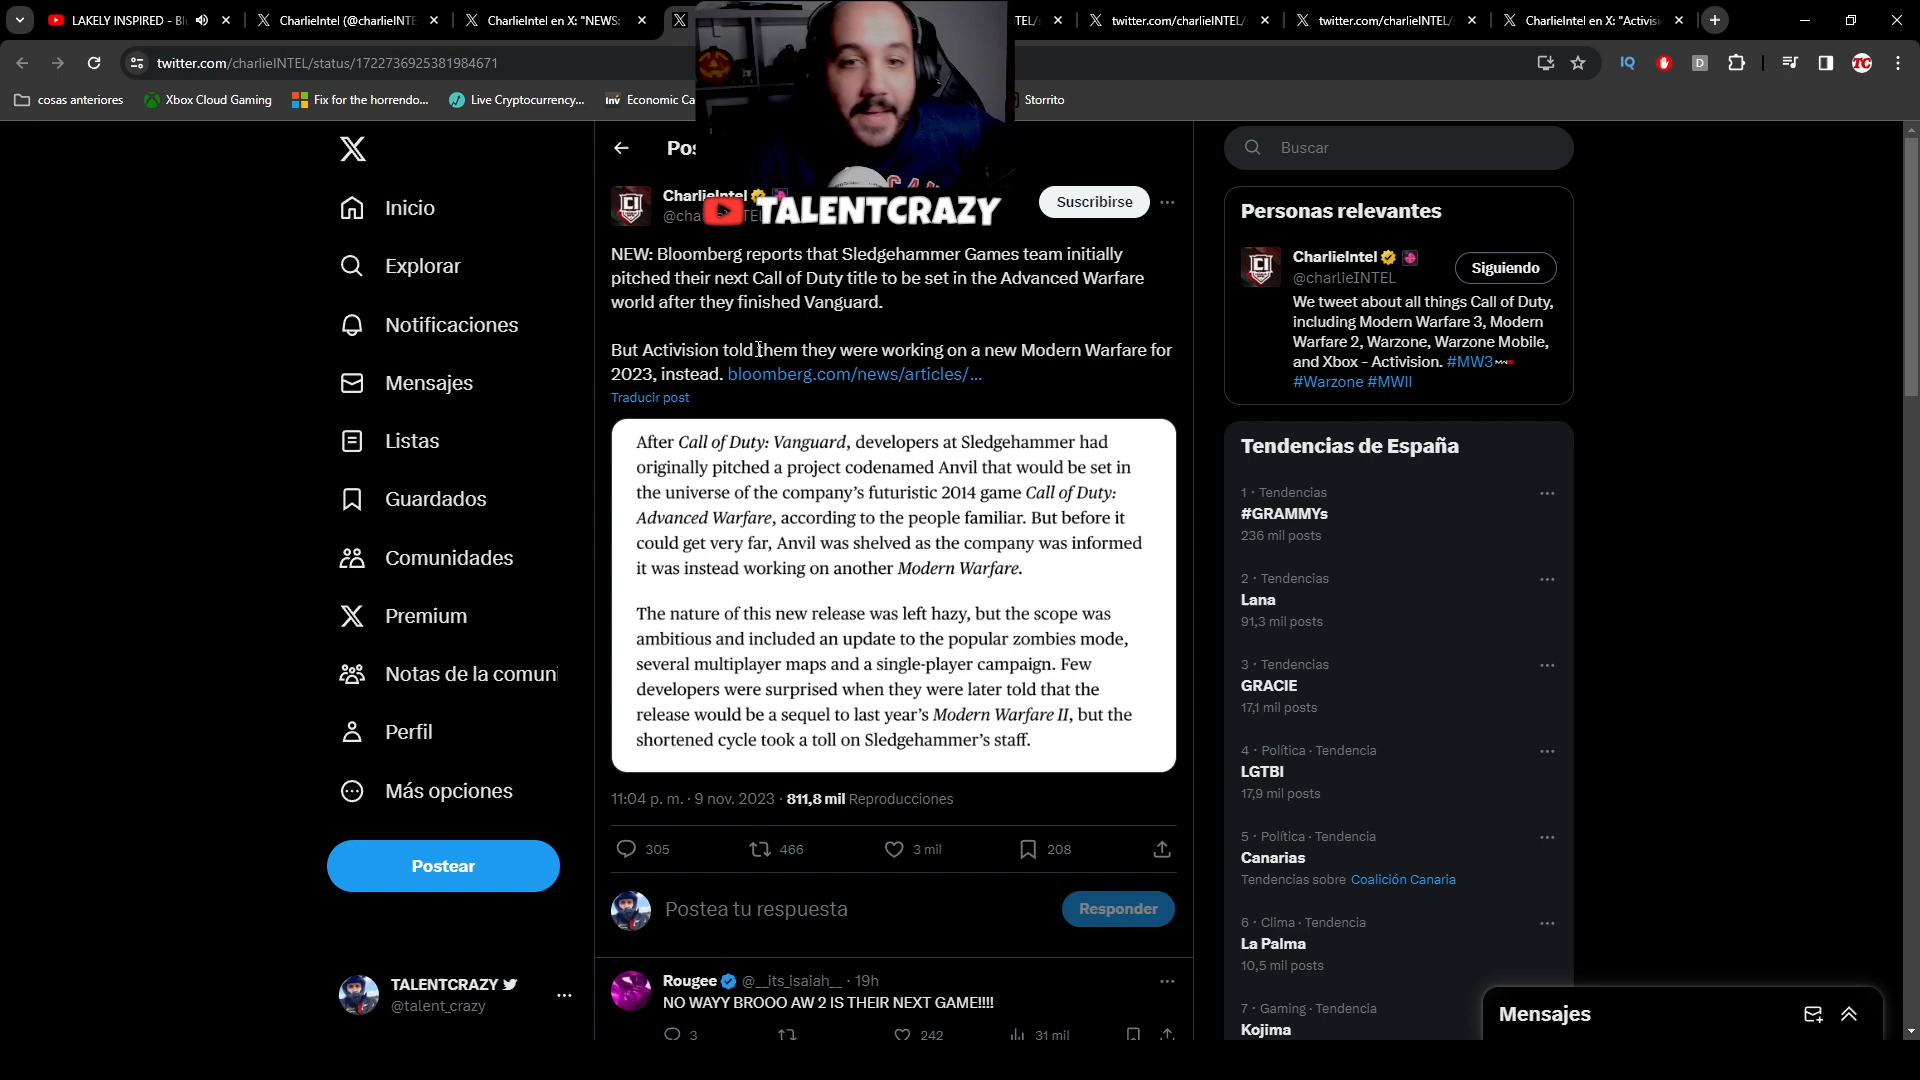 LAKELY INSPIRED - Bl
CharlieIntel (@charlieINTE
CharlieIntel en X: "NEWS:
TEL/
twitter.com/charlieINTEL/
twitter.com/charlieINTEL/
CharlieIntel en X: "Activisi
twitter.com/charlieINTEL/status/1722736925381984671
IQ
D
TC
cosas anteriores
Xbox Cloud Gaming
Fix for the horrendo...
Live Cryptocurrency,...
Inv Economic Ca
Storrito
Inicio
Explorar
Notificaciones
Mensajes
Listas
Guardados
Comunidades
Premium
Notas de la comuni
Perfil
Más opciones
Postear
TALENTCRAZY
@talent_crazy
Pos
CharlieIntel
@cha TEL
TALENTCRAZY
Suscribirse
NEW: Bloomberg reports that Sledgehammer Games team initially
pitched their next Call of Duty title to be set in the Advanced Warfare
world after they finished Vanguard.
But Activision told them they were working on a new Modern Warfare for
2023, instead. bloomberg.com/news/articles/...
Traducir post
After Call of Duty: Vanguard, developers at Sledgehammer had
originally pitched a project codenamed Anvil that would be set in
the universe of the company's futuristic 2014 game Call of Duty:
Advanced Warfare, according to the people familiar. But before it
could get very far, Anvil was shelved as the company was informed
it was instead working on another Modern Warfare.
The nature of this new release was left hazy, but the scope was
ambitious and included an update to the popular zombies mode,
several multiplayer maps and a single-player campaign. Few
developers were surprised when they were later told that the
release would be a sequel to last year's Modern Warfare II, but the
shortened cycle took a toll on Sledgehammer's staff.
11:04 p. m. · 9 nov. 2023 · 811,8 mil Reproducciones
305 466 3 mil 208
Postea tu respuesta
Responder
Rougee @__its_isaiah__ · 19h
NO WAYY BROOO AW 2 IS THEIR NEXT GAME!!!!
3 242 31 mil
Buscar
Personas relevantes
CharlieIntel
@charlieINTEL
Siguiendo
We tweet about all things Call of Duty,
including Modern Warfare 3, Modern
Warfare 2, Warzone, Warzone Mobile,
and Xbox - Activision. #MW3
#Warzone #MWII
Tendencias de España
1 · Tendencias
#GRAMMYs
236 mil posts
2 · Tendencias
Lana
91,3 mil posts
3 · Tendencias
GRACIE
17,1 mil posts
4 · Política · Tendencia
LGTBI
17,9 mil posts
5 · Política · Tendencia
Canarias
Tendencias sobre Coalición Canaria
6 · Clima · Tendencia
La Palma
10,5 mil posts
7 · Gaming · Tendencia
Kojima
Mensajes